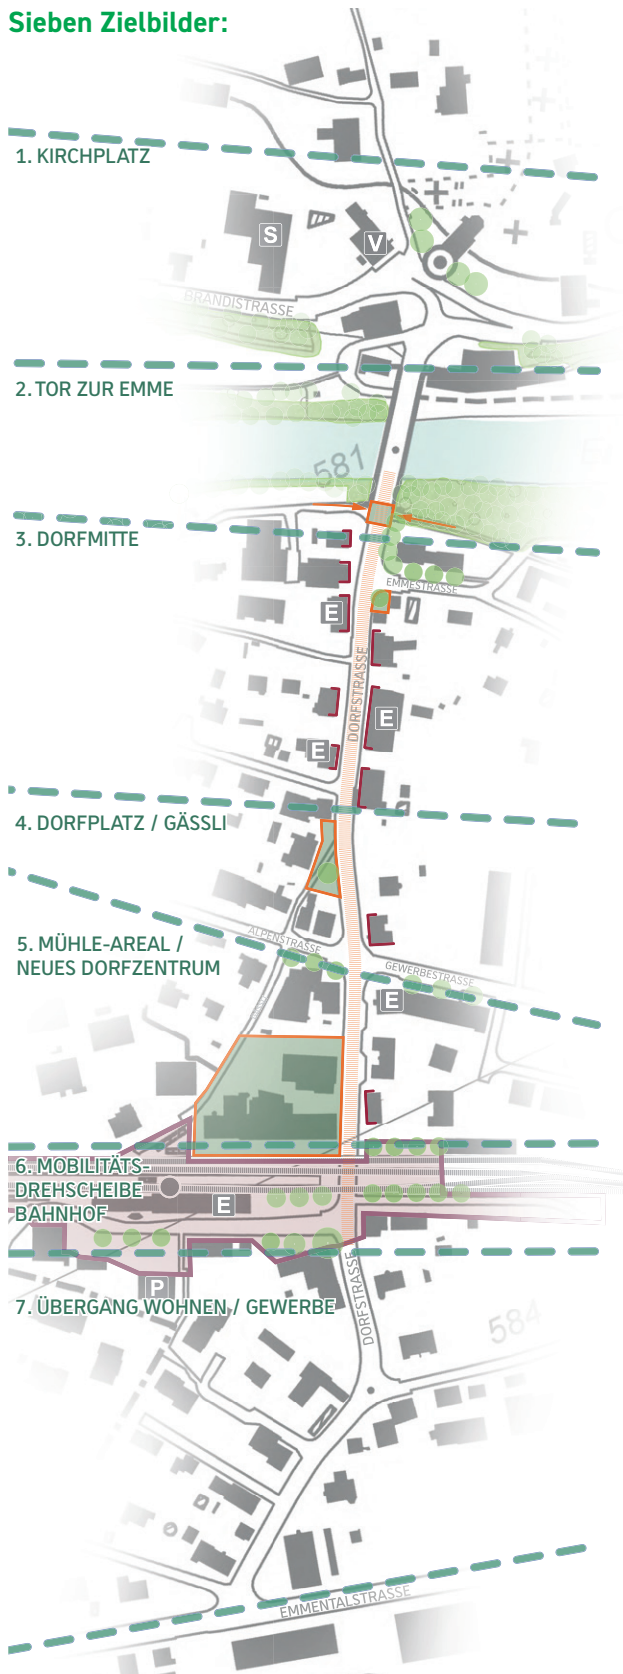 Sieben Zielbilder:
1. KIRCHPLATZ
S
V
BRANDISTRASSE
2. TOR ZUR EMME
581
3. DORFMITTE
EMMESTRASSE
E
DORFSTRASSE
E
E
4. DORFPLATZ / GÄSSLI
ALPENSTRASSE
5. MÜHLE-AREAL /
NEUES DORFZENTRUM
GEWERBESTRASSE
E
6. MOBILITÄTS-
DREHSCHEIBE
BAHNHOF
E
P
DORFSTRASSE
7. ÜBERGANG WOHNEN / GEWERBE
584
EMMENTALSTRASSE